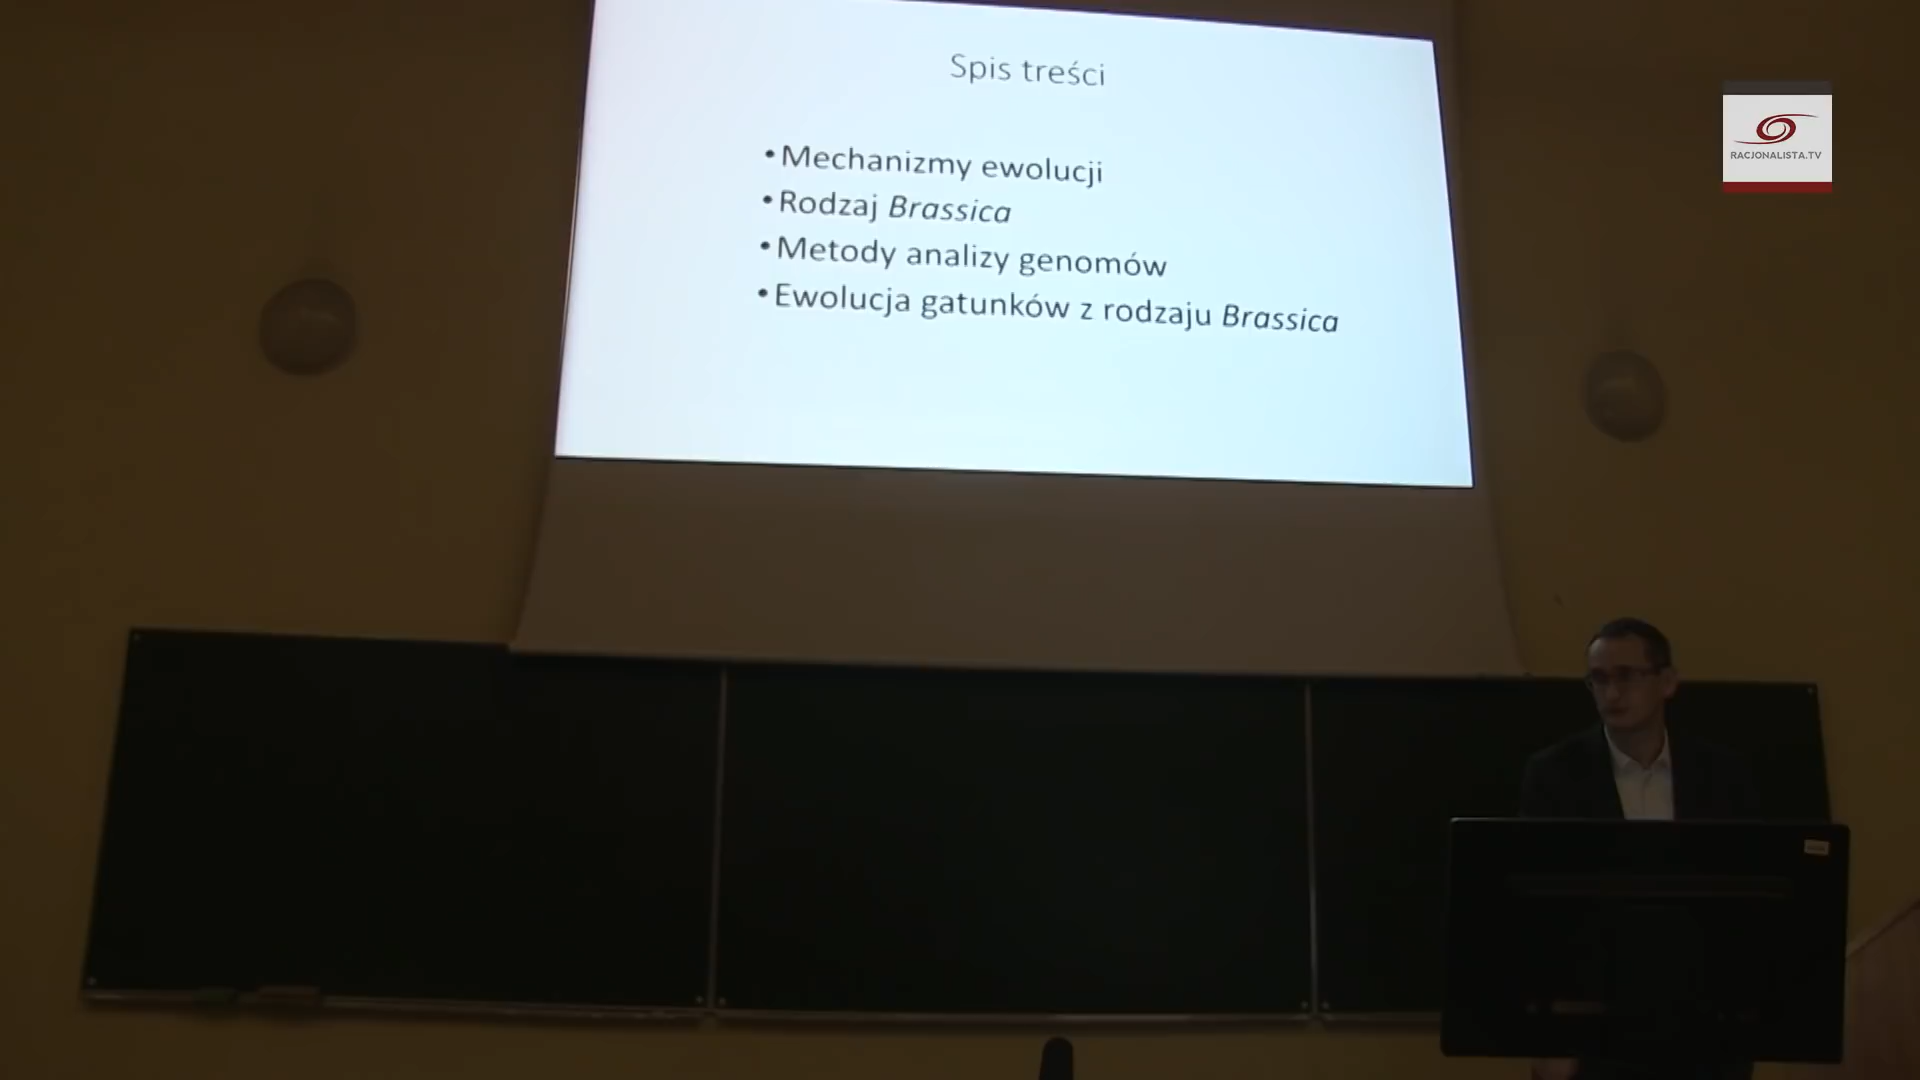 Spis treści
• Mechanizmy ewolucji
• Rodzaj Brassica
• Metody analizy genomów
• Ewolucja gatunków z rodzaju Brassica
RACJONALISTA.TV